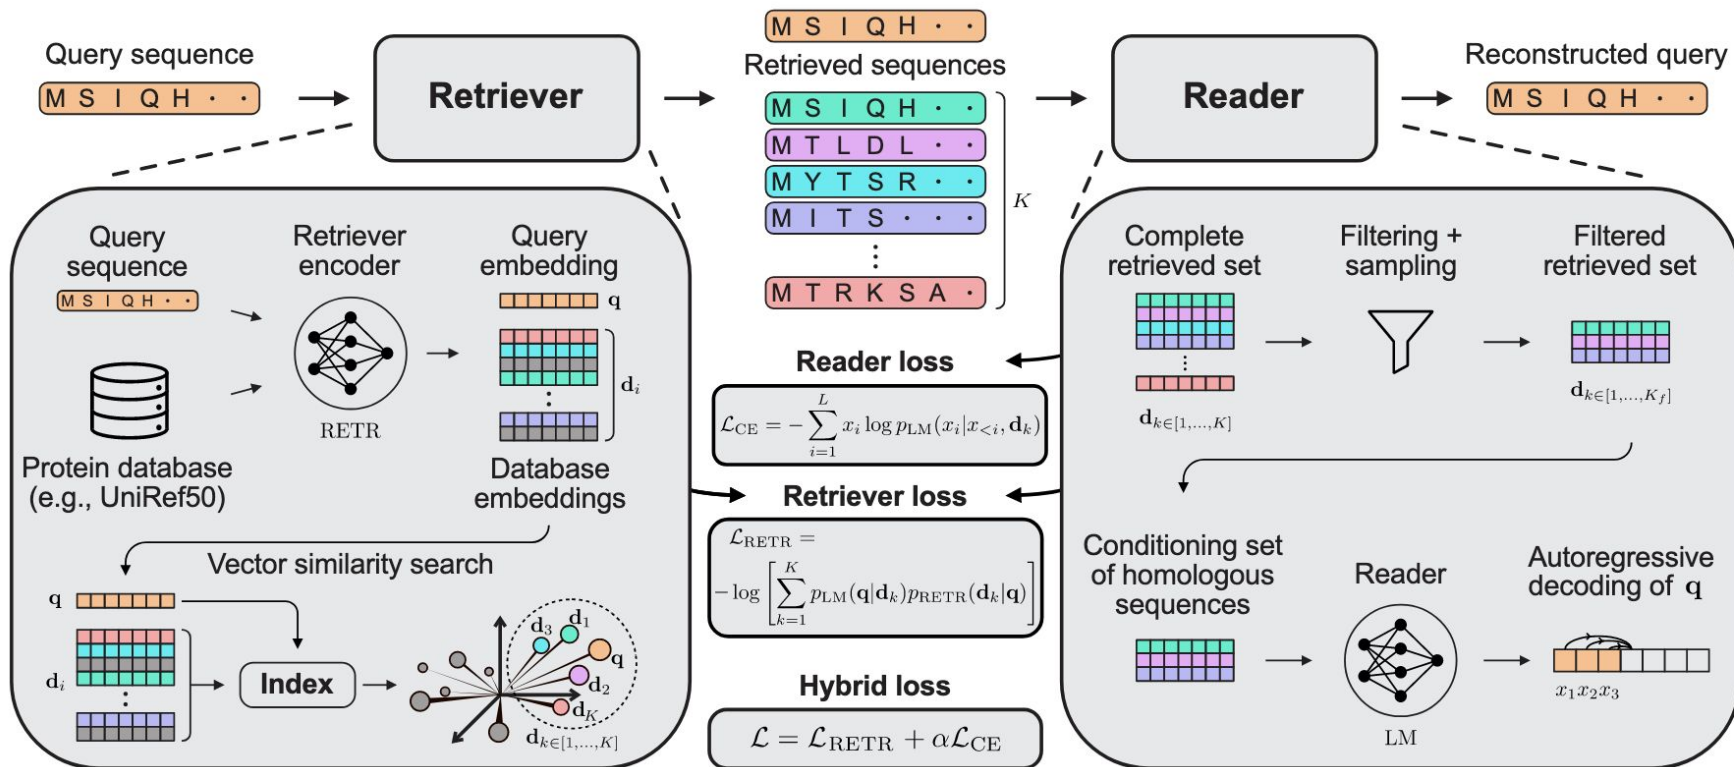 Query sequence
M S I Q H · ·
Retriever
M S I Q H · ·
Retrieved sequences
M S I Q H · ·
M T L D L · ·
M Y T S R · ·
M I T S · · ·
⋮
M T R K S A ·
K
Reader
Reconstructed query
M S I Q H · ·
Query
sequence
M S I Q H · ·
Retriever
encoder
RETR
Query
embedding
q
d_i
⋮
Protein database
(e.g., UniRef50)
Database
embeddings
Vector similarity search
q
d_i
⋮
Index
d_3
d_1
q
d_2
d_K
d_{k∈[1,...,K]}
Reader loss
ℒ_CE = − ∑_{i=1}^{L} x_i log p_LM(x_i|x_{<i}, d_k)
Retriever loss
ℒ_RETR =
− log [∑_{k=1}^{K} p_LM(q|d_k)p_RETR(d_k|q)]
Hybrid loss
ℒ = ℒ_RETR + αℒ_CE
Complete
retrieved set
⋮
d_{k∈[1,...,K]}
Filtering +
sampling
Filtered
retrieved set
d_{k∈[1,...,K_f]}
Conditioning set
of homologous
sequences
Reader
LM
Autoregressive
decoding of q
x_1 x_2 x_3